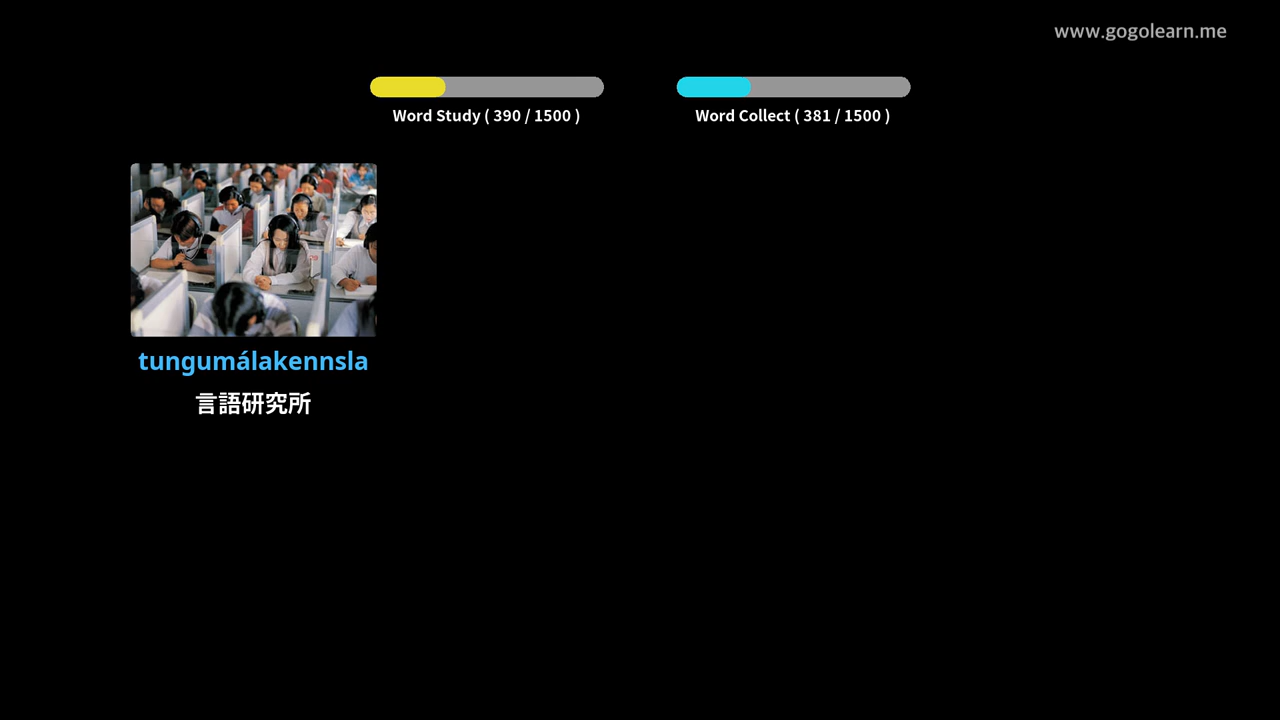 www.gogolearn.me
Word Study ( 390 / 1500 )
Word Collect ( 381 / 1500 )
tungumálakennsla
言語研究所